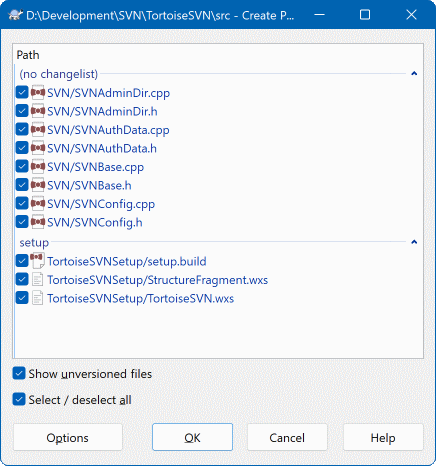 D:\Development\SVN\TortoiseSVN\src - Create P...
Path
(no changelist)
SVN/SVNAdminDir.cpp
SVN/SVNAdminDir.h
SVN/SVNAuthData.cpp
SVN/SVNAuthData.h
SVN/SVNBase.cpp
SVN/SVNBase.h
SVN/SVNConfig.cpp
SVN/SVNConfig.h
setup
TortoiseSVNSetup/setup.build
TortoiseSVNSetup/StructureFragment.wxs
TortoiseSVNSetup/TortoiseSVN.wxs
Show unversioned files
Select / deselect all
Options OK Cancel Help